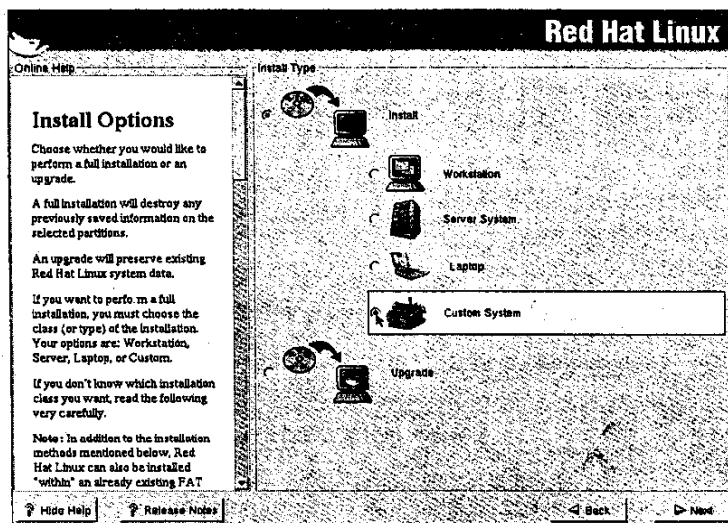 Red Hat Linux
Online Help
Install Options
Choose whether you would like to
perform a full installation or an
upgrade.
A full installation will destroy any
previously saved information on the
selected partitions.
An upgrade will preserve existing
Red Hat Linux system data.
If you want to perform a full
installation, you must choose the
class (or type) of the installation.
Your options are: Workstation,
Server, Laptop, or Custom.
If you don't know which installation
class you want, read the following
very carefully.
Note: In addition to the installation
methods mentioned below, Red
Hat Linux can also be installed
"within" an already existing FAT
Install Type
Install
Workstation
Server System
Laptop
Custom System
Upgrade
? Hide Help
? Release Notes
Back
Next